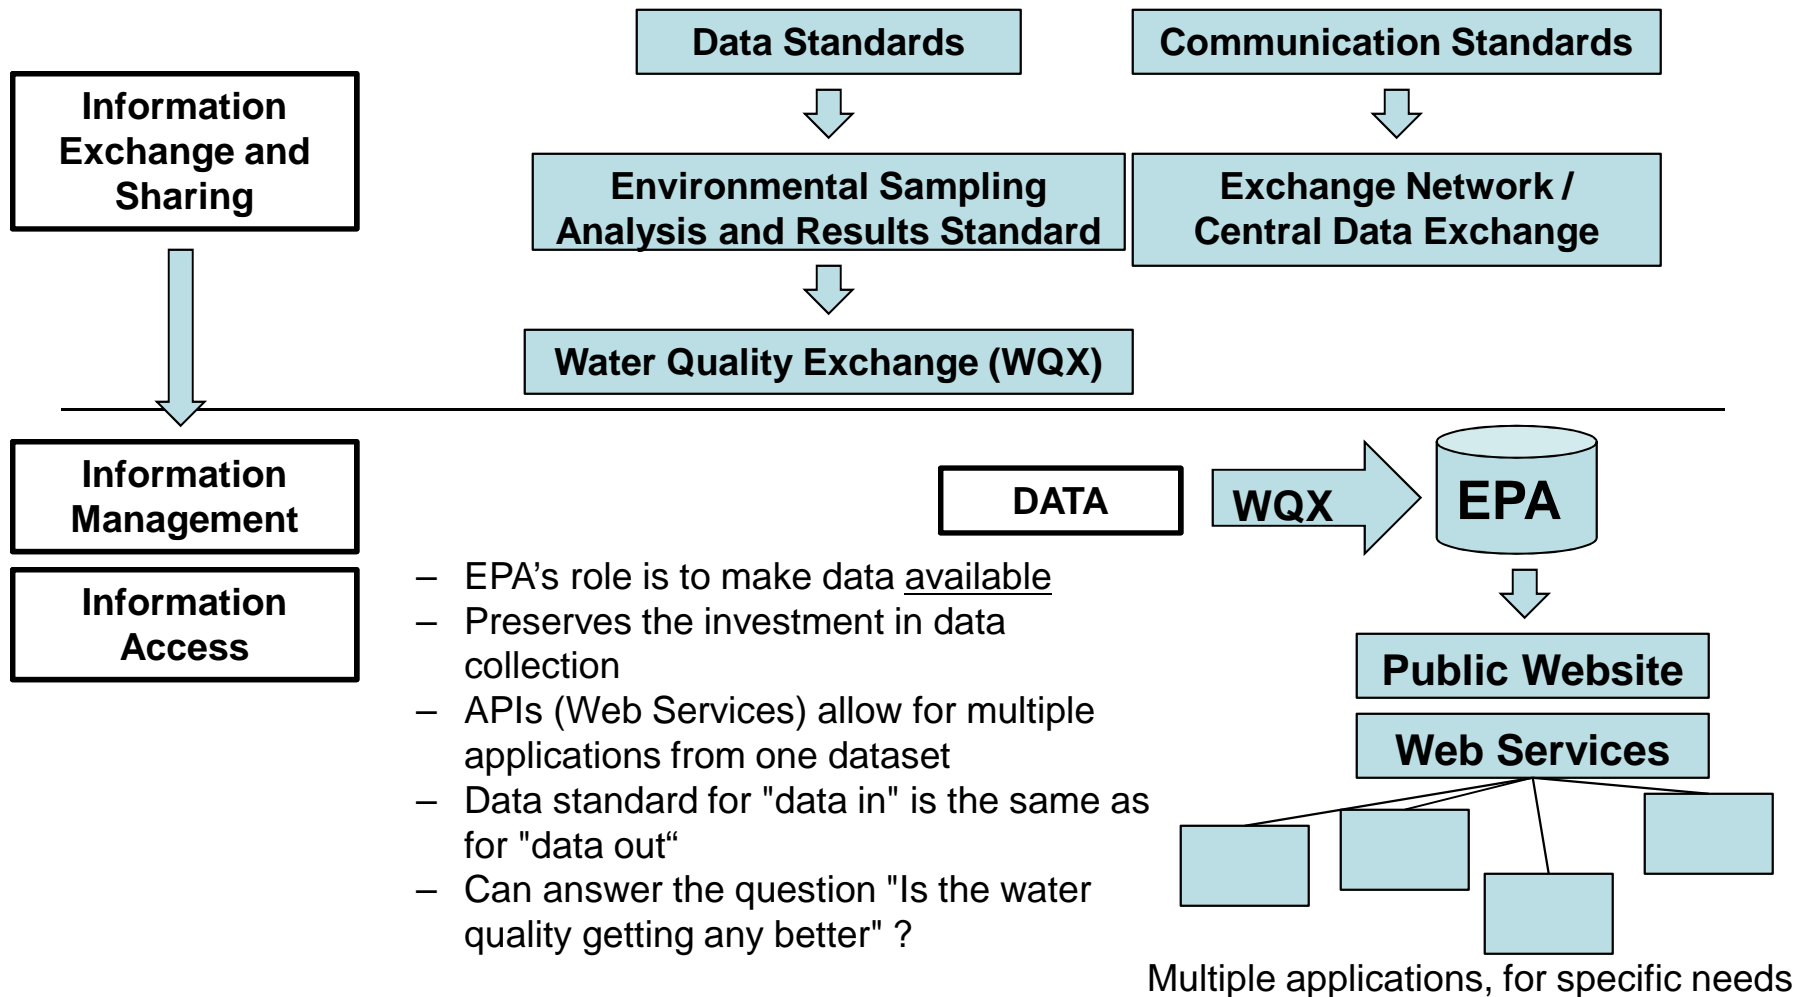 Data Standards
Communication Standards
Information
Exchange and
Sharing
Environmental Sampling
Analysis and Results Standard
Exchange Network /
Central Data Exchange
Water Quality Exchange (WQX)
Information
Management
DATA
WQX
EPA
Information
Access
– EPA’s role is to make data available
– Preserves the investment in data
collection
– APIs (Web Services) allow for multiple
applications from one dataset
– Data standard for "data in" is the same as
for "data out“
– Can answer the question "Is the water
quality getting any better" ?
Public Website
Web Services
Multiple applications, for specific needs